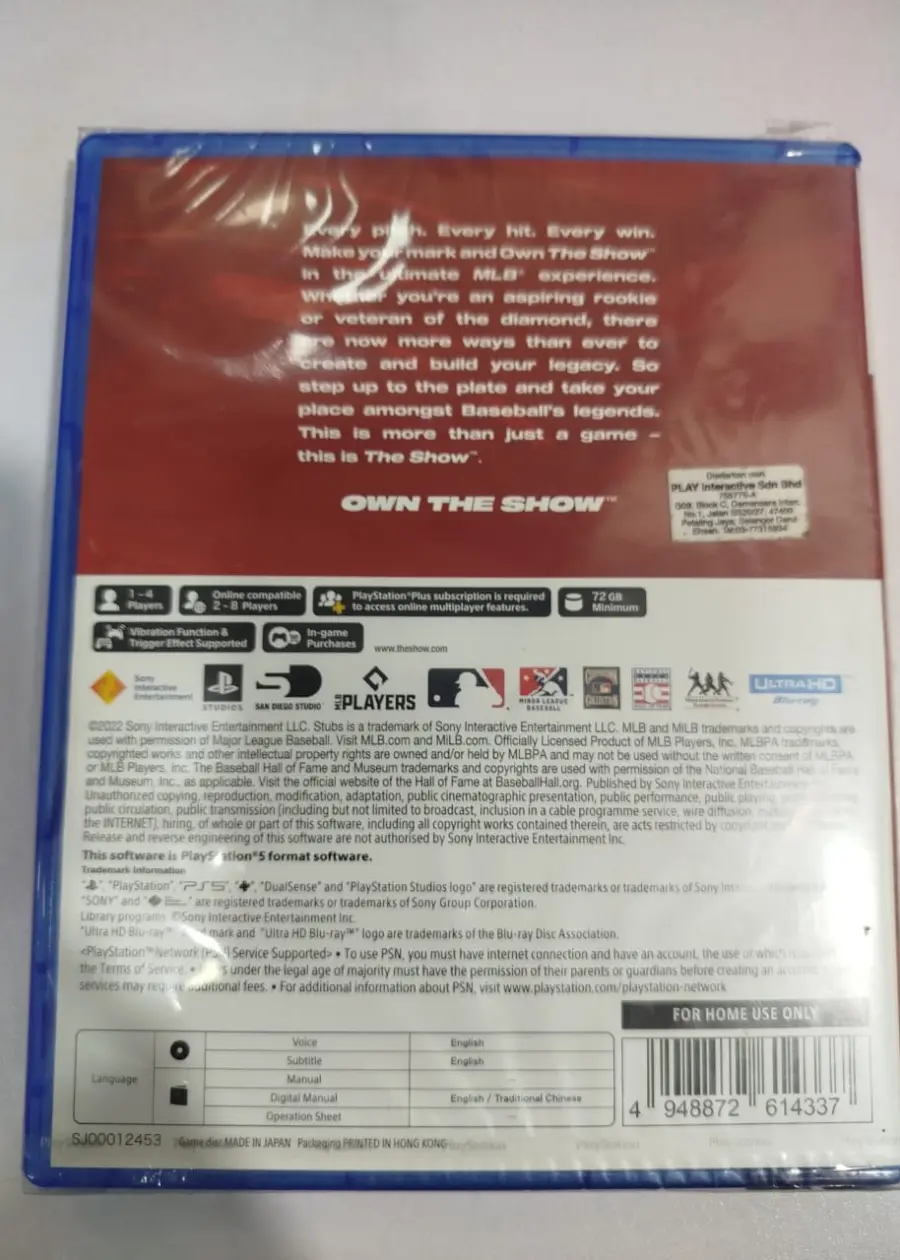 Every pitch. Every hit. Every win.
Make your mark and Own The Show™
in the ultimate MLB® experience.
Whether you're an aspiring rookie
or veteran of the diamond, there
are now more ways than ever to
create and build your legacy. So
step up to the plate and take your
place amongst Baseball's legends.
This is more than just a game –
this is The Show™.
OWN THE SHOW™
PLAY Interactive Sdn Bhd
1 - 4
Players
Online compatible
2 - 8 Players
PlayStation®Plus subscription is required
to access online multiplayer features.
72 GB
Minimum
Vibration Function &
Trigger Effect Supported
In-game
Purchases
www.theshow.com
Sony
Interactive
Entertainment
STUDIOS
SAN DIEGO STUDIO
MLB PLAYERS
MINOR LEAGUE
BASEBALL
ULTRA HD
Blu-ray
©2022 Sony Interactive Entertainment LLC. Stubs is a trademark of Sony Interactive Entertainment LLC. MLB and MiLB trademarks and copyrights are
used with permission of Major League Baseball. Visit MLB.com and MiLB.com. Officially Licensed Product of MLB Players, Inc. MLBPA trademarks,
copyrighted works and other intellectual property rights are owned and/or held by MLBPA and may not be used without the written consent of MLBPA
or MLB Players, Inc. The Baseball Hall of Fame and Museum trademarks and copyrights are used with permission of the National Baseball Hall of Fame
and Museum, Inc., as applicable. Visit the official website of the Hall of Fame at BaseballHall.org. Published by Sony Interactive Entertainment
Unauthorized copying, reproduction, modification, adaptation, public cinematographic presentation, public performance, public playing,
public circulation, public transmission (including but not limited to broadcast, inclusion in a cable programme service, wire diffusion,
the INTERNET), hiring, of whole or part of this software, including all copyright works contained therein, are acts restricted by copyright
Release and reverse engineering of this software are not authorised by Sony Interactive Entertainment Inc.
This software is PlayStation®5 format software.
Trademark Information
"PlayStation", "PS5", "DualSense" and "PlayStation Studios logo" are registered trademarks or trademarks of Sony
"SONY" and " " are registered trademarks or trademarks of Sony Group Corporation.
Library programs ©Sony Interactive Entertainment Inc.
"Ultra HD Blu-ray™" mark and "Ultra HD Blu-ray™" logo are trademarks of the Blu-ray Disc Association.
<PlayStation™Network (PSN) Service Supported> • To use PSN, you must have internet connection and have an account, the use of which
the Terms of Service. • under the legal age of majority must have the permission of their parents or guardians before creating an account
services may require additional fees. • For additional information about PSN, visit www.playstation.com/playstation-network
FOR HOME USE ONLY
Language
Voice English
Subtitle English
Manual —
Digital Manual English / Traditional Chinese
Operation Sheet —
4 948872 614337
SJ00012453 Game disc MADE IN JAPAN Packaging PRINTED IN HONG KONG